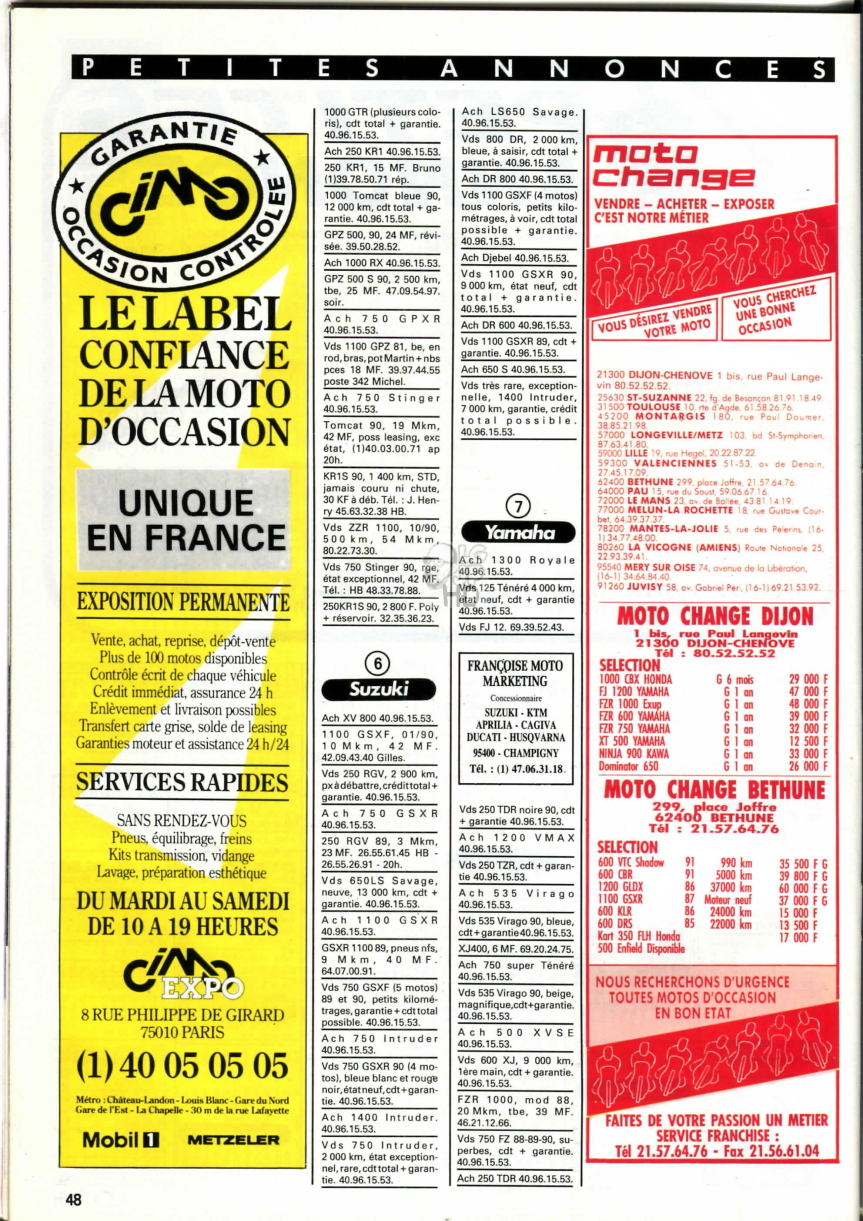 PETITES ANNONCES
GARANTIE
CIMO
OCCASION CONTROLEE
LE LABEL
CONFIANCE
DE LA MOTO
D'OCCASION
UNIQUE
EN FRANCE
EXPOSITION PERMANENTE
Vente, achat, reprise, dépôt-vente
Plus de 100 motos disponibles
Contrôle écrit de chaque véhicule
Crédit immédiat, assurance 24 h
Enlèvement et livraison possibles
Transfert carte grise, solde de leasing
Garanties moteur et assistance 24 h/24
SERVICES RAPIDES
SANS RENDEZ-VOUS
Pneus, équilibrage, freins
Kits transmission, vidange
Lavage, préparation esthétique
DU MARDI AU SAMEDI
DE 10 A 19 HEURES
CIMO
EXPO
8 RUE PHILIPPE DE GIRARD
75010 PARIS
(1) 40 05 05 05
Métro : Château-Landon - Louis Blanc - Gare du Nord
Gare de l'Est - La Chapelle - 30 m de la rue Lafayette
Mobil 1 METZELER
48
1000 GTR (plusieurs colo-
ris), cdt total + garantie.
40.96.15.53.
Ach 250 KR1 40.96.15.53.
250 KR1, 15 MF. Bruno
(1)39.78.50.71 rép.
1000 Tomcat bleue 90,
12 000 km, cdt total + ga-
rantie. 40.96.15.53.
GPZ 500, 90, 24 MF, révi-
sée. 39.50.28.52.
Ach 1000 RX 40.96.15.53.
GPZ 500 S 90, 2 500 km,
tbe, 25 MF. 47.09.54.97.
soir.
Ach 750 GPXR
40.96.15.53.
Vds 1100 GPZ 81, be, en
rod, bras, pot Martin + nbs
pces 18 MF. 39.97.44.55
poste 342 Michel.
Ach 750 Stinger
40.96.15.53.
Tomcat 90, 19 Mkm,
42 MF, poss leasing, exc
état, (1)40.03.00.71 ap
20h.
KR1S 90, 1 400 km, STD,
jamais couru ni chute,
30 KF à déb. Tél. : J. Hen-
ry 45.63.32.38 HB.
Vds ZZR 1100, 10/90,
500 km, 54 Mkm,
80.22.73.30.
Vds 750 Stinger 90, rge,
état exceptionnel, 42 MF.
Tél. : HB 48.33.78.88.
250KR1S 90, 2 800 F. Poly
+ réservoir. 32.35.36.23.
6
Suzuki
Ach XV 800 40.96.15.53.
1100 GSXF, 01/90,
10 Mkm, 42 MF.
42.09.43.40 Gilles.
Vds 250 RGV, 2 900 km,
px à débattre, crédit total +
garantie. 40.96.15.53.
Ach 750 GSXR
40.96.15.53.
250 RGV 89, 3 Mkm,
23 MF. 26.55.61.45 HB -
26.55.26.91 - 20h.
Vds 650LS Savage,
neuve, 13 000 km, cdt +
garantie. 40.96.15.53.
Ach 1100 GSXR
40.96.15.53.
GSXR 1100 89, pneus nfs,
9 Mkm, 40 MF.
64.07.00.91.
Vds 750 GSXF (5 motos)
89 et 90, petits kilomé-
trages, garantie + cdt total
possible. 40.96.15.53.
Ach 750 Intruder
40.96.15.53.
Vds 750 GSXR 90 (4 mo-
tos), bleue blanc et rouge
noir, état neuf, cdt + garan-
tie. 40.96.15.53.
Ach 1400 Intruder.
40.96.15.53.
Vds 750 Intruder,
2 000 km, état exception-
nel, rare, cdt total + garan-
tie. 40.96.15.53.
Ach LS650 Savage.
40.96.15.53.
Vds 800 DR, 2 000 km,
bleue, à saisir, cdt total +
garantie. 40.96.15.53.
Ach DR 800 40.96.15.53.
Vds 1100 GSXF (4 motos)
tous coloris, petits kilo-
métrages, à voir, cdt total
possible + garantie.
40.96.15.53.
Ach Djebel 40.96.15.53.
Vds 1100 GSXR 90,
9 000 km, état neuf, cdt
total + garantie.
40.96.15.53.
Ach DR 600 40.96.15.53.
Vds 1100 GSXR 89, cdt +
garantie. 40.96.15.53.
Ach 650 S 40.96.15.53.
Vds très rare, exception-
nelle, 1400 Intruder,
7 000 km, garantie, crédit
total possible.
40.96.15.53.
7
Yamaha
Ach 1300 Royale
40.96.15.53.
Vds 125 Ténéré 4 000 km,
état neuf, cdt + garantie
40.96.15.53.
Vds FJ 12. 69.39.52.43.
FRANÇOISE MOTO
MARKETING
Concessionnaire
SUZUKI - KTM
APRILIA - CAGIVA
DUCATI - HUSQVARNA
95400 - CHAMPIGNY
Tél. : (1) 47.06.31.18
Vds 250 TDR noire 90, cdt
+ garantie 40.96.15.53.
Ach 1200 VMAX
40.96.15.53.
Vds 250 TZR, cdt + garan-
tie 40.96.15.53.
Ach 535 Virago
40.96.15.53.
Vds 535 Virago 90, bleue,
cdt + garantie 40.96.15.53.
XJ400, 6 MF. 69.20.24.75.
Ach 750 super Ténéré
40.96.15.53.
Vds 535 Virago 90, beige,
magnifique, cdt + garantie.
40.96.15.53.
Ach 500 XVSE
40.96.15.53.
Vds 600 XJ, 9 000 km,
1ère main, cdt + garantie.
40.96.15.53.
FZR 1000, mod 88,
20 Mkm, tbe, 39 MF.
46.21.12.66.
Vds 750 FZ 88-89-90, su-
perbes, cdt + garantie.
40.96.15.53.
Ach 250 TDR 40.96.15.53.
moto
change
VENDRE – ACHETER – EXPOSER
C'EST NOTRE MÉTIER
VOUS DÉSIREZ VENDRE
VOTRE MOTO
VOUS CHERCHEZ
UNE BONNE
OCCASION
21300 DIJON-CHENOVE 1 bis, rue Paul Lange-
vin 80.52.52.52.
25630 ST-SUZANNE 22, fg. de Besançon 81.91.18.49.
31500 TOULOUSE 10, rte d'Agde, 61.58.26.76.
45200 MONTARGIS 180, rue Paul Doumer,
38.85.21.98.
57000 LONGEVILLE/METZ 103, bd St-Symphorien,
87.63.41.80.
59000 LILLE 19, rue Hegel, 20.22.87.22.
59300 VALENCIENNES 51-53, av de Denain,
27.45.17.09.
62400 BETHUNE 299, place Joffre, 21.57.64.76.
64000 PAU 15, rue du Soust, 59.06.67.16.
72000 LE MANS 23, av. de Bollée, 43.81.14.19.
77000 MELUN-LA ROCHETTE 18, rue Gustave Cour-
bet, 64.39.37.37.
78200 MANTES-LA-JOLIE 5, rue des Pèlerins, (16-
1) 34.77.48.00.
80260 LA VICOGNE (AMIENS) Route Nationale 25,
22.93.39.41.
95540 MERY SUR OISE 74, avenue de la Libération,
(16-1) 34.64.84.40.
91260 JUVISY 58, av. Gabriel Péri, (16-1) 69.21.53.92.
MOTO CHANGE DIJON
1 bis, rue Paul Langevin
21300 DIJON-CHENOVE
Tél : 80.52.52.52
SELECTION
1000 CBX HONDA G 6 mois 29 000 F
FJ 1200 YAMAHA G 1 an 47 000 F
FZR 1000 Exup G 1 an 48 000 F
FZR 600 YAMAHA G 1 an 39 000 F
FZR 750 YAMAHA G 1 an 32 000 F
XT 500 YAMAHA G 1 an 12 500 F
NINJA 900 KAWA G 1 an 33 000 F
Dominator 650 G 1 an 26 000 F
MOTO CHANGE BETHUNE
299, place Joffre
62400 BETHUNE
Tél : 21.57.64.76
SELECTION
600 VTC Shadow 91 990 km 35 500 F G
600 CBR 91 5000 km 39 800 F G
1200 GLDX 86 37000 km 60 000 F G
1100 GSXR 87 Moteur neuf 37 000 F G
600 KLR 86 24000 km 15 000 F
600 DRS 85 22000 km 13 500 F
Kart 350 FLH Honda 17 000 F
500 Enfield Disponible
NOUS RECHERCHONS D'URGENCE
TOUTES MOTOS D'OCCASION
EN BON ETAT
FAITES DE VOTRE PASSION UN METIER
SERVICE FRANCHISE :
Tél 21.57.64.76 - Fax 21.56.61.04